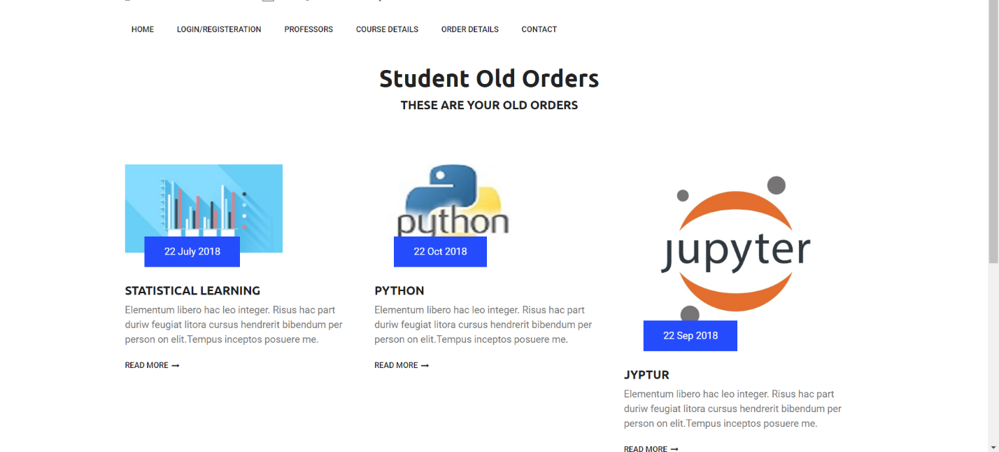 HOME LOGIN/REGISTERATION PROFESSORS COURSE DETAILS ORDER DETAILS CONTACT
Student Old Orders
THESE ARE YOUR OLD ORDERS
22 July 2018
STATISTICAL LEARNING
Elementum libero hac leo integer. Risus hac part
duriw feugiat litora cursus hendrerit bibendum per
person on elit.Tempus inceptos posuere me.
READ MORE
python
22 Oct 2018
PYTHON
Elementum libero hac leo integer. Risus hac part
duriw feugiat litora cursus hendrerit bibendum per
person on elit.Tempus inceptos posuere me.
READ MORE
jupyter
22 Sep 2018
JYPTUR
Elementum libero hac leo integer. Risus hac part
duriw feugiat litora cursus hendrerit bibendum per
person on elit.Tempus inceptos posuere me.
READ MORE